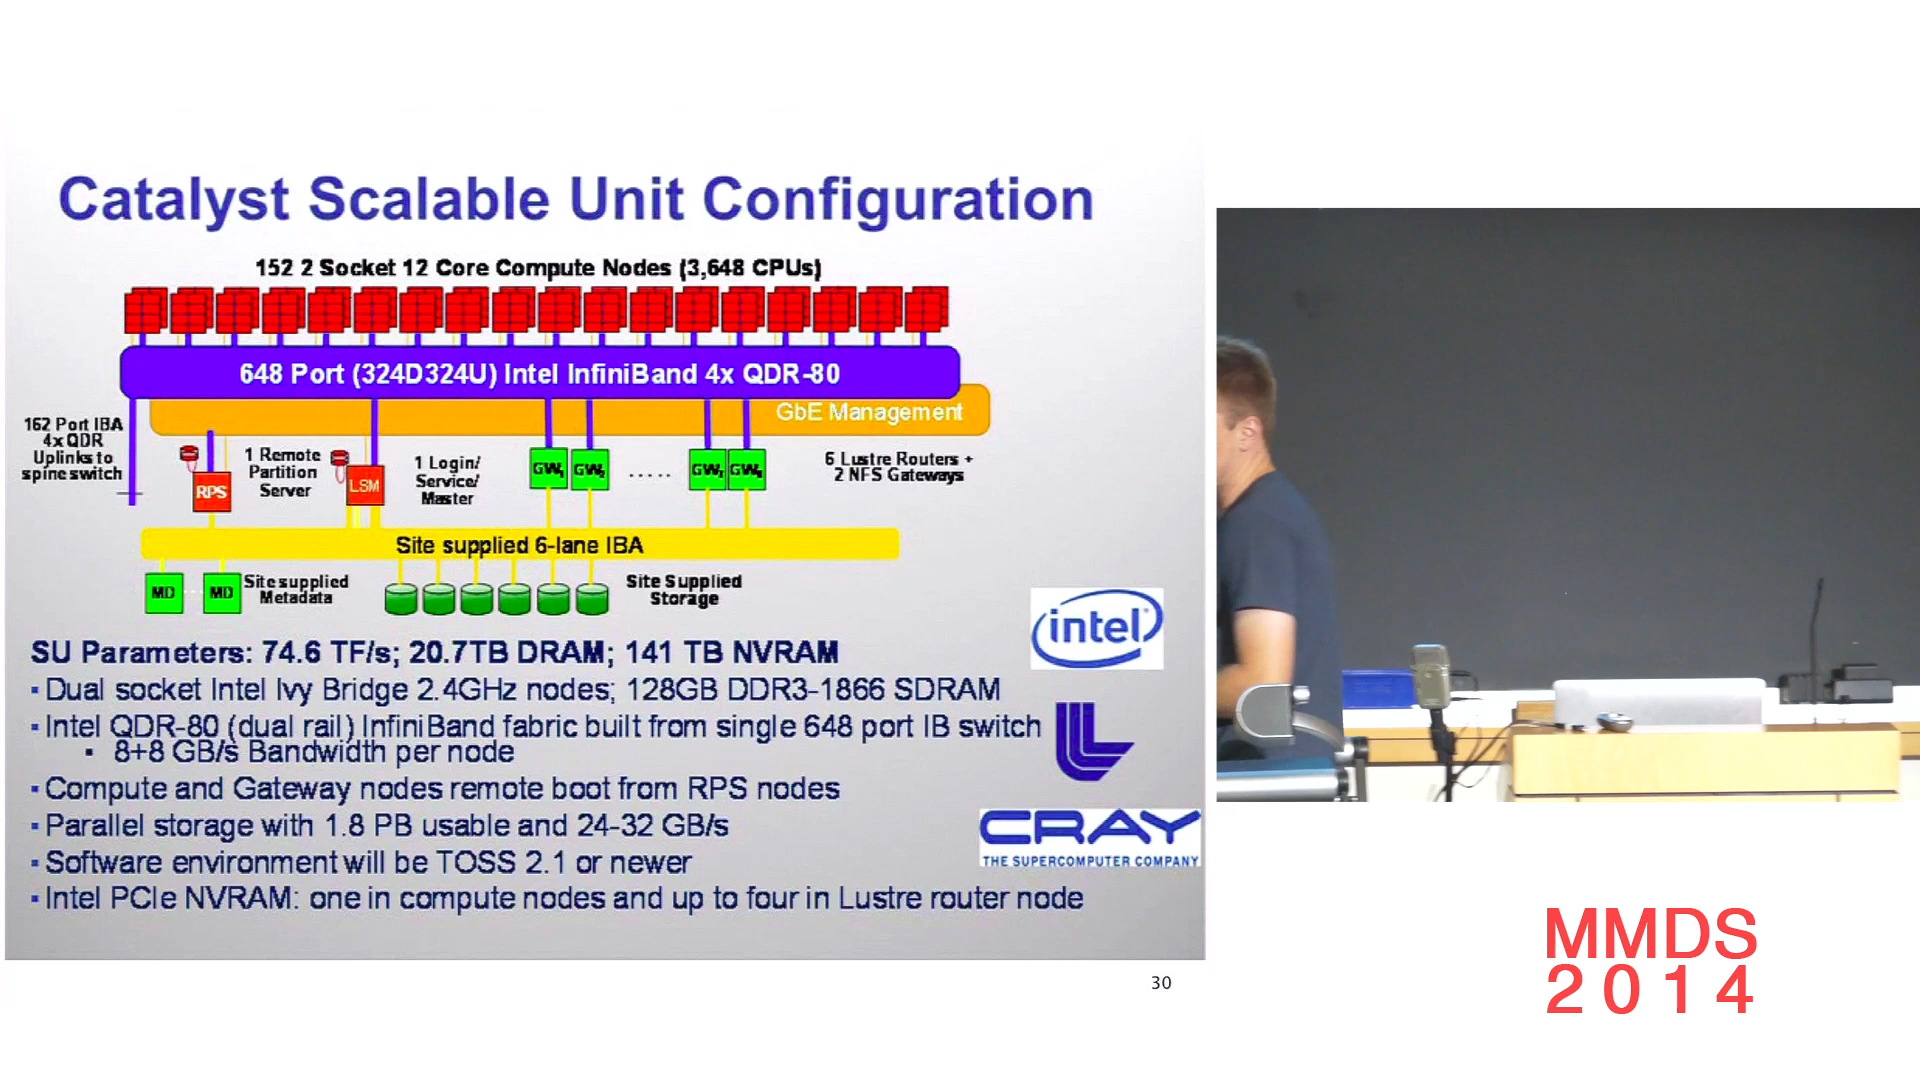 Catalyst Scalable Unit Configuration
152 2 Socket 12 Core Compute Nodes (3,648 CPUs)
648 Port (324D324U) Intel InfiniBand 4x QDR-80
GbE Management
162 Port IBA
4x QDR
Uplinks to
spine switch
RPS
1 Remote
Partition
Server
LSM
1 Login/
Service/
Master
GW1
GW2
.....
GW7
GW8
6 Lustre Routers +
2 NFS Gateways
Site supplied 6-lane IBA
MD
MD
Site supplied
Metadata
Site Supplied
Storage
SU Parameters: 74.6 TF/s; 20.7TB DRAM; 141 TB NVRAM
▪ Dual socket Intel Ivy Bridge 2.4GHz nodes; 128GB DDR3-1866 SDRAM
▪ Intel QDR-80 (dual rail) InfiniBand fabric built from single 648 port IB switch
▪ 8+8 GB/s Bandwidth per node
▪ Compute and Gateway nodes remote boot from RPS nodes
▪ Parallel storage with 1.8 PB usable and 24-32 GB/s
▪ Software environment will be TOSS 2.1 or newer
▪ Intel PCIe NVRAM: one in compute nodes and up to four in Lustre router node
intel
CRAY
THE SUPERCOMPUTER COMPANY
30
MMDS
2014